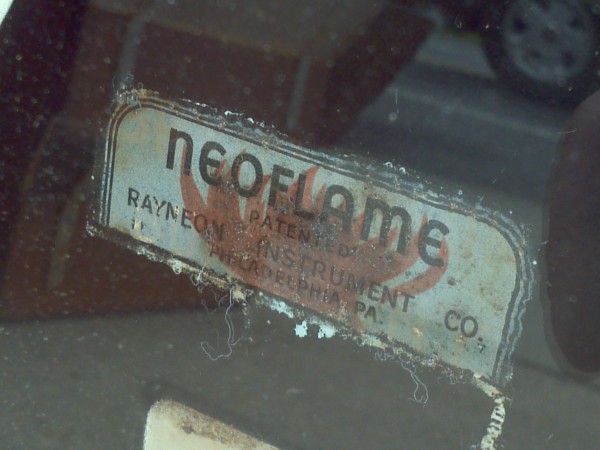 neoflame
PATENTED
RAYNEON INSTRUMENT CO.
PHILADELPHIA, PA.